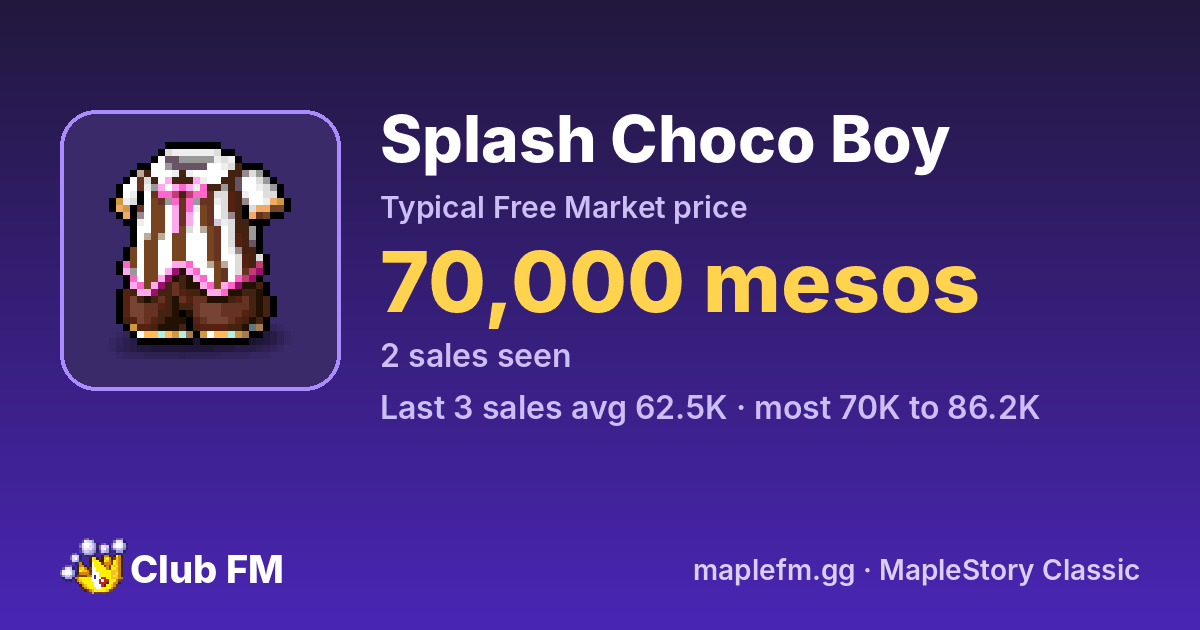 Splash Choco Boy
Typical Free Market price
70,000 mesos
2 sales seen
Last 3 sales avg 62.5K · most 70K to 86.2K
Club FM
maplefm.gg · MapleStory Classic